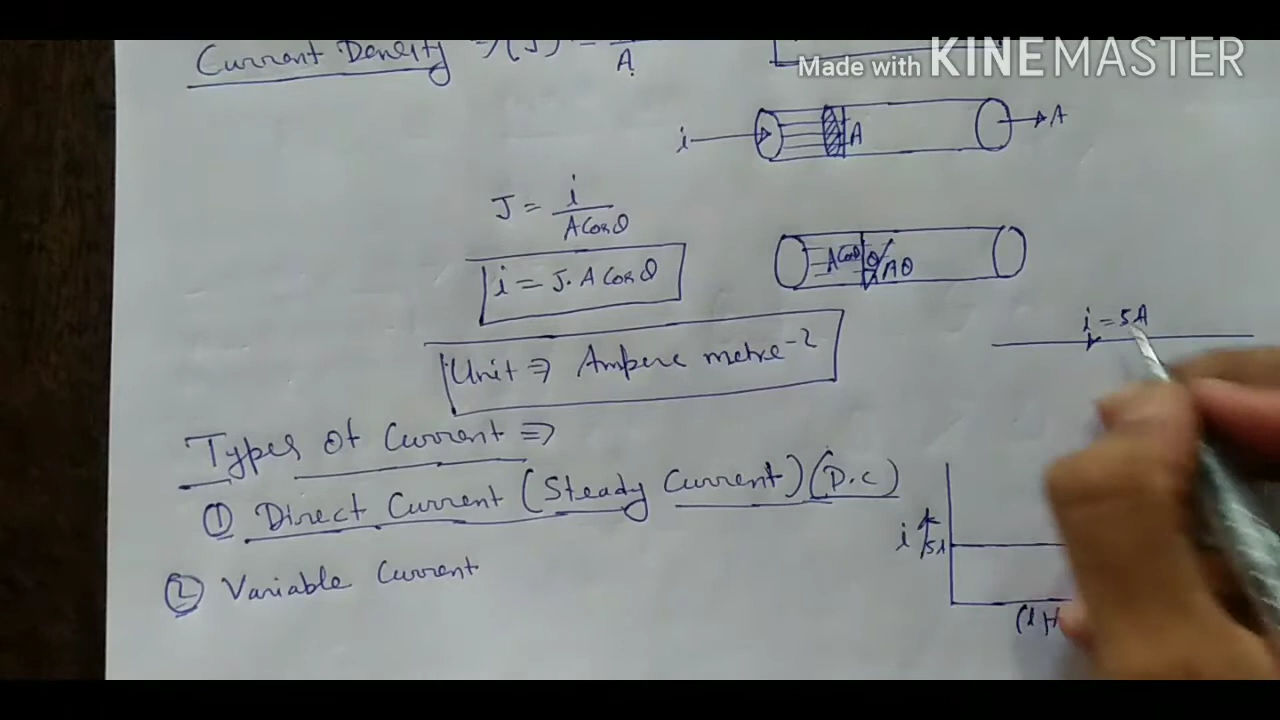 Current Density ⇒ (J) = 
A
Made with KINEMASTER
i
A
A
J = i
A Cos θ
i = J. A Cos θ
A Cos θ
θ
A θ
i = 5A
Unit ⇒ Ampere metre-2
Types of Current ⇒
① Direct Current (Steady Current) (D.C)
i
5A
② Variable Current